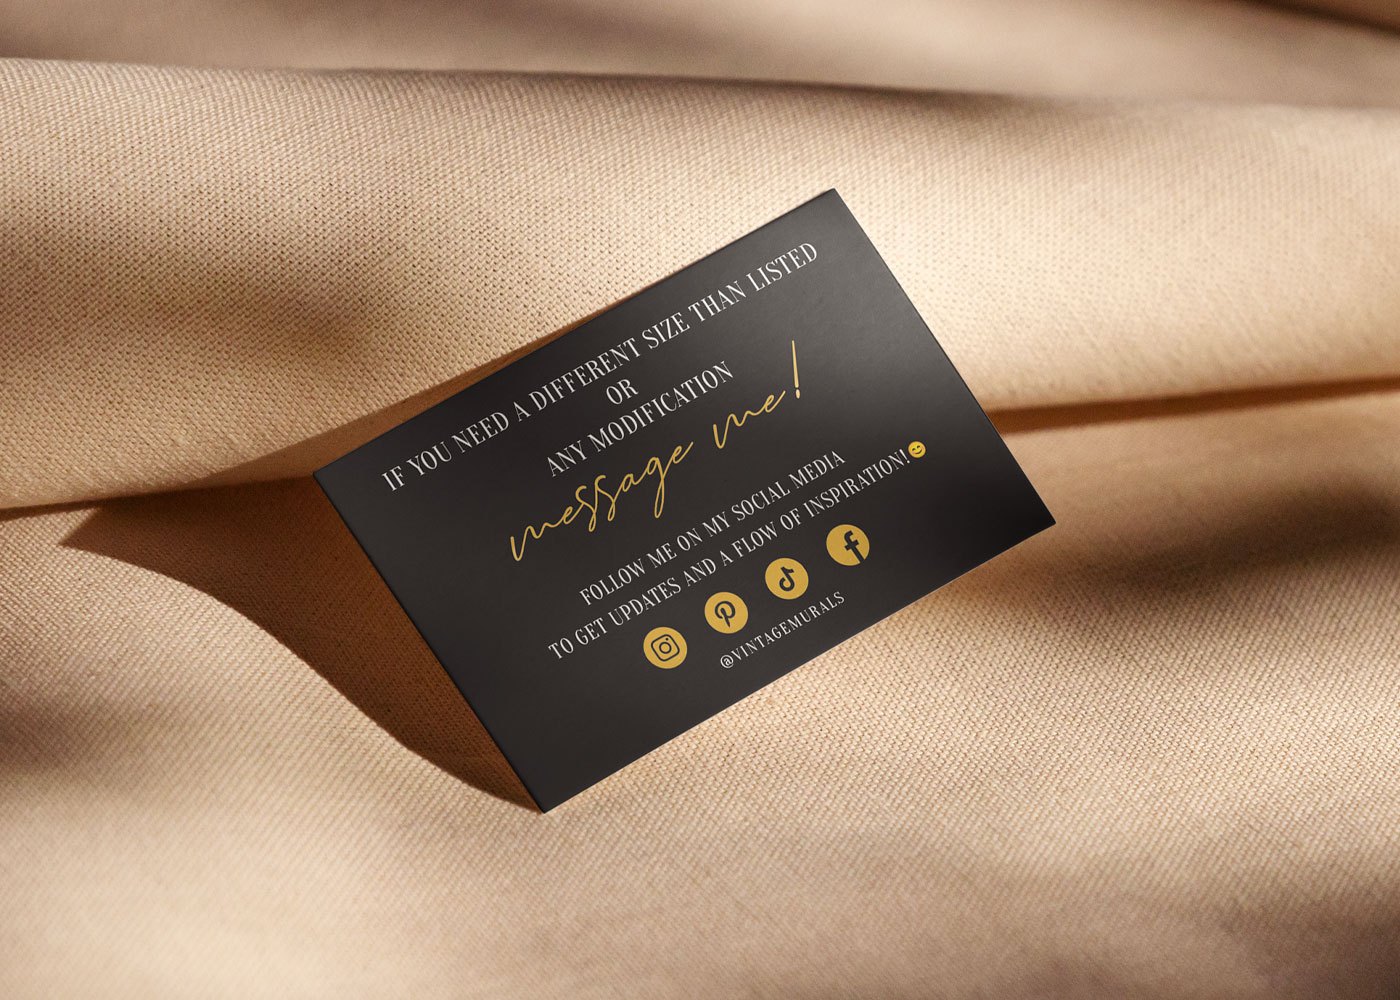 IF YOU NEED A DIFFERENT SIZE THAN LISTED
OR
ANY MODIFICATION
message me!
FOLLOW ME ON MY SOCIAL MEDIA
TO GET UPDATES AND A FLOW OF INSPIRATION!😊
@VINTAGEMURALS